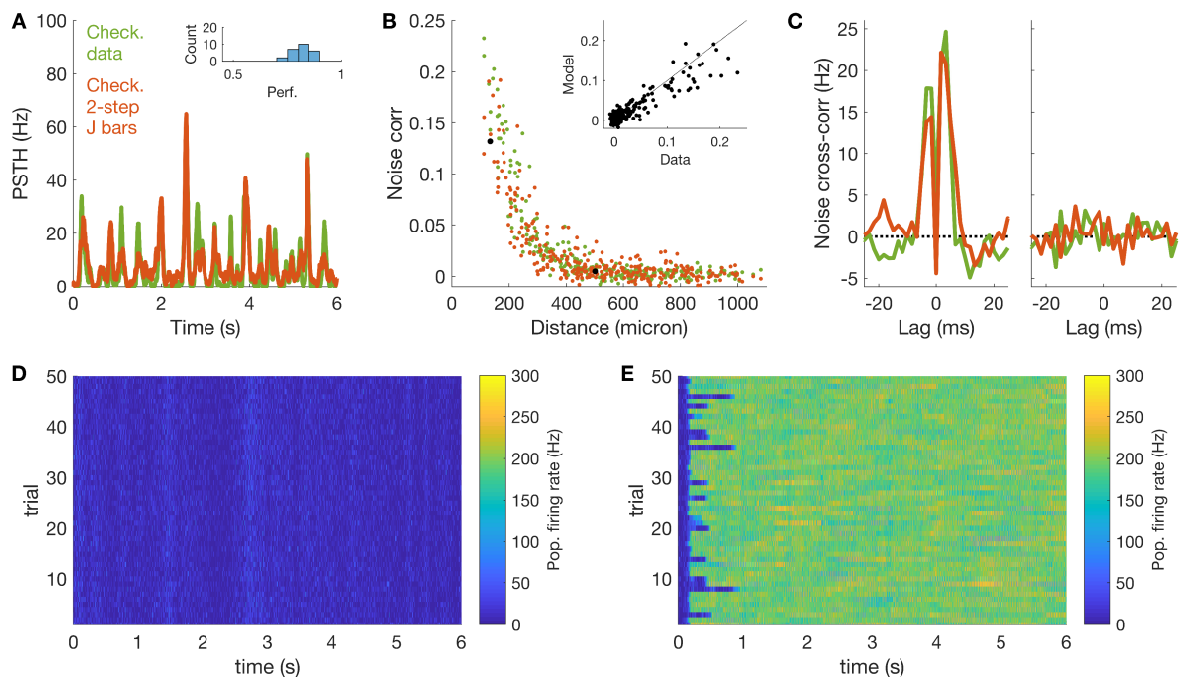 A
Check.
data
Check.
2-step
J bars
PSTH (Hz)
100
80
60
40
20
0
0 2 4 6
Time (s)
Count
20
10
0
0.5 1
Perf.
B
Noise corr
0.25
0.2
0.15
0.1
0.05
0
0 200 400 600 800 1000
Distance (micron)
Model
0.2
0.1
0
0 0.1 0.2
Data
C
Noise cross-corr (Hz)
25
20
15
10
5
0
-5
-20 0 20
Lag (ms)
-20 0 20
Lag (ms)
D
trial
50
40
30
20
10
0 1 2 3 4 5 6
time (s)
300
250
200
150
100
50
0
Pop. firing rate (Hz)
E
trial
50
40
30
20
10
0 1 2 3 4 5 6
time (s)
300
250
200
150
100
50
0
Pop. firing rate (Hz)